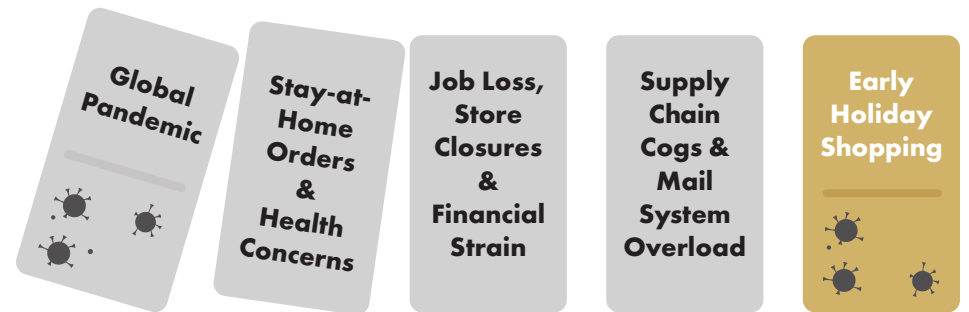 Global
Pandemic
Stay-at-
Home
Orders
&
Health
Concerns
Job Loss,
Store
Closures
&
Financial
Strain
Supply
Chain
Cogs &
Mail
System
Overload
Early
Holiday
Shopping